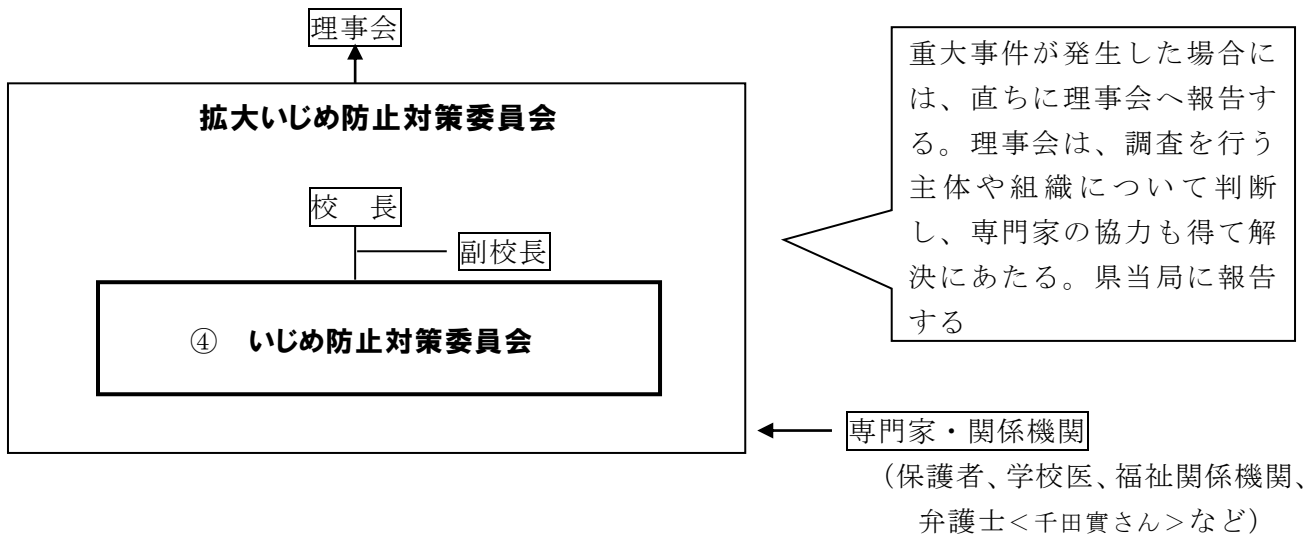 理事会
拡大いじめ防止対策委員会
校　長
副校長
④　いじめ防止対策委員会
重大事件が発生した場合に
は、直ちに理事会へ報告す
る。理事会は、調査を行う
主体や組織について判断
し、専門家の協力も得て解
決にあたる。県当局に報告
する
専門家・関係機関
（保護者、学校医、福祉関係機関、
弁護士＜千田實さん＞など）